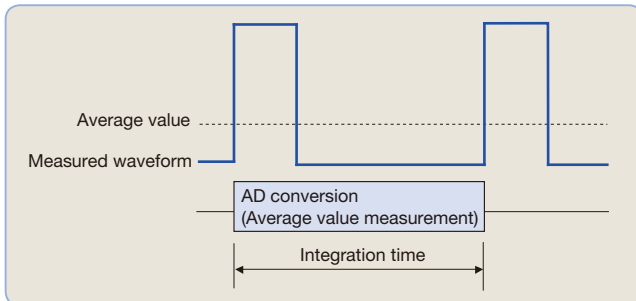 Average value
Measured waveform
AD conversion
(Average value measurement)
Integration time